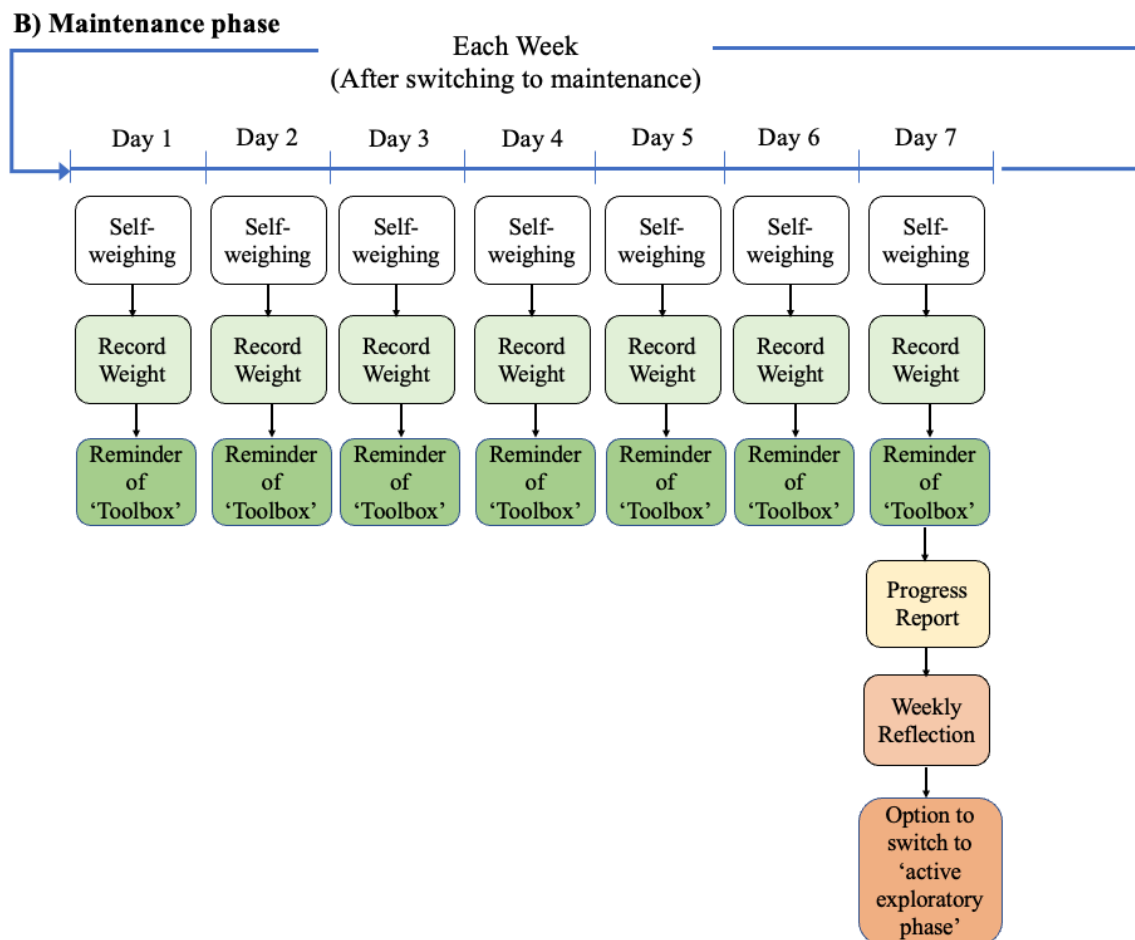 B) Maintenance phase
Each Week
(After switching to maintenance)
Day 1 Day 2 Day 3 Day 4 Day 5 Day 6 Day 7
Self- Self- Self- Self- Self- Self- Self-
weighing weighing weighing weighing weighing weighing weighing
Record Record Record Record Record Record Record
Weight Weight Weight Weight Weight Weight Weight
Reminder Reminder Reminder Reminder Reminder Reminder Reminder
of of of of of of of
‘Toolbox’ ‘Toolbox’ ‘Toolbox’ ‘Toolbox’ ‘Toolbox’ ‘Toolbox’ ‘Toolbox’
Progress
Report
Weekly
Reflection
Option to
switch to
‘active
exploratory
phase’